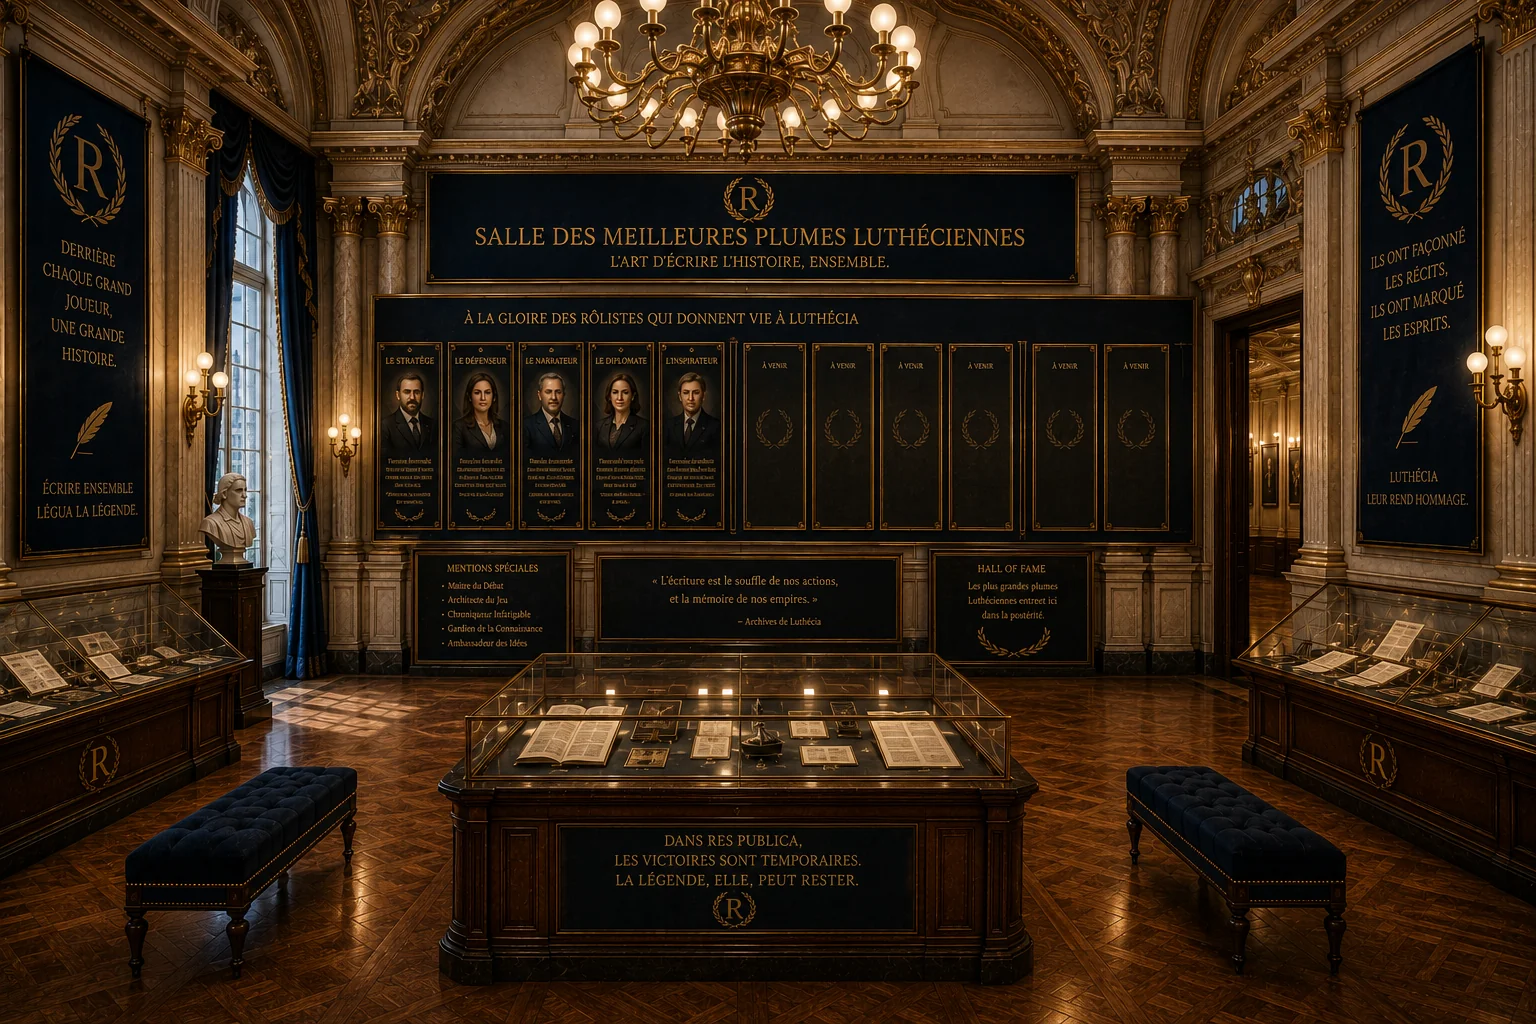 R
DERRIÈRE
CHAQUE GRAND
JOUEUR,
UNE GRANDE
HISTOIRE.
ÉCRIRE ENSEMBLE
LÈGUA LA LÉGENDE.
R
SALLE DES MEILLEURES PLUMES LUTHÉCIENNES
L'ART D'ÉCRIRE L'HISTOIRE, ENSEMBLE.
À LA GLOIRE DES RÔLISTES QUI DONNENT VIE À LUTHÉCIA
LE STRATÈGE
LE DÉFENSEUR
LE NARRATEUR
LE DIPLOMATE
L'INSPIRATEUR
À VENIR
À VENIR
À VENIR
À VENIR
À VENIR
À VENIR
MENTIONS SPÉCIALES
• Maître du Débat
• Architecte du Jeu
• Chroniqueur Infatigable
• Gardien de la Connaissance
• Ambassadeur des Idées
« L'écriture est le souffle de nos actions,
et la mémoire de nos empires. »
– Archives de Luthécia
HALL OF FAME
Les plus grandes plumes
Luthéciennes entrent ici
dans la postérité.
R
ILS ONT FAÇONNÉ
LES RÉCITS,
ILS ONT MARQUÉ
LES ESPRITS.
LUTHÉCIA
LEUR REND HOMMAGE.
R
DANS RES PUBLICA,
LES VICTOIRES SONT TEMPORAIRES.
LA LÉGENDE, ELLE, PEUT RESTER.
R
R